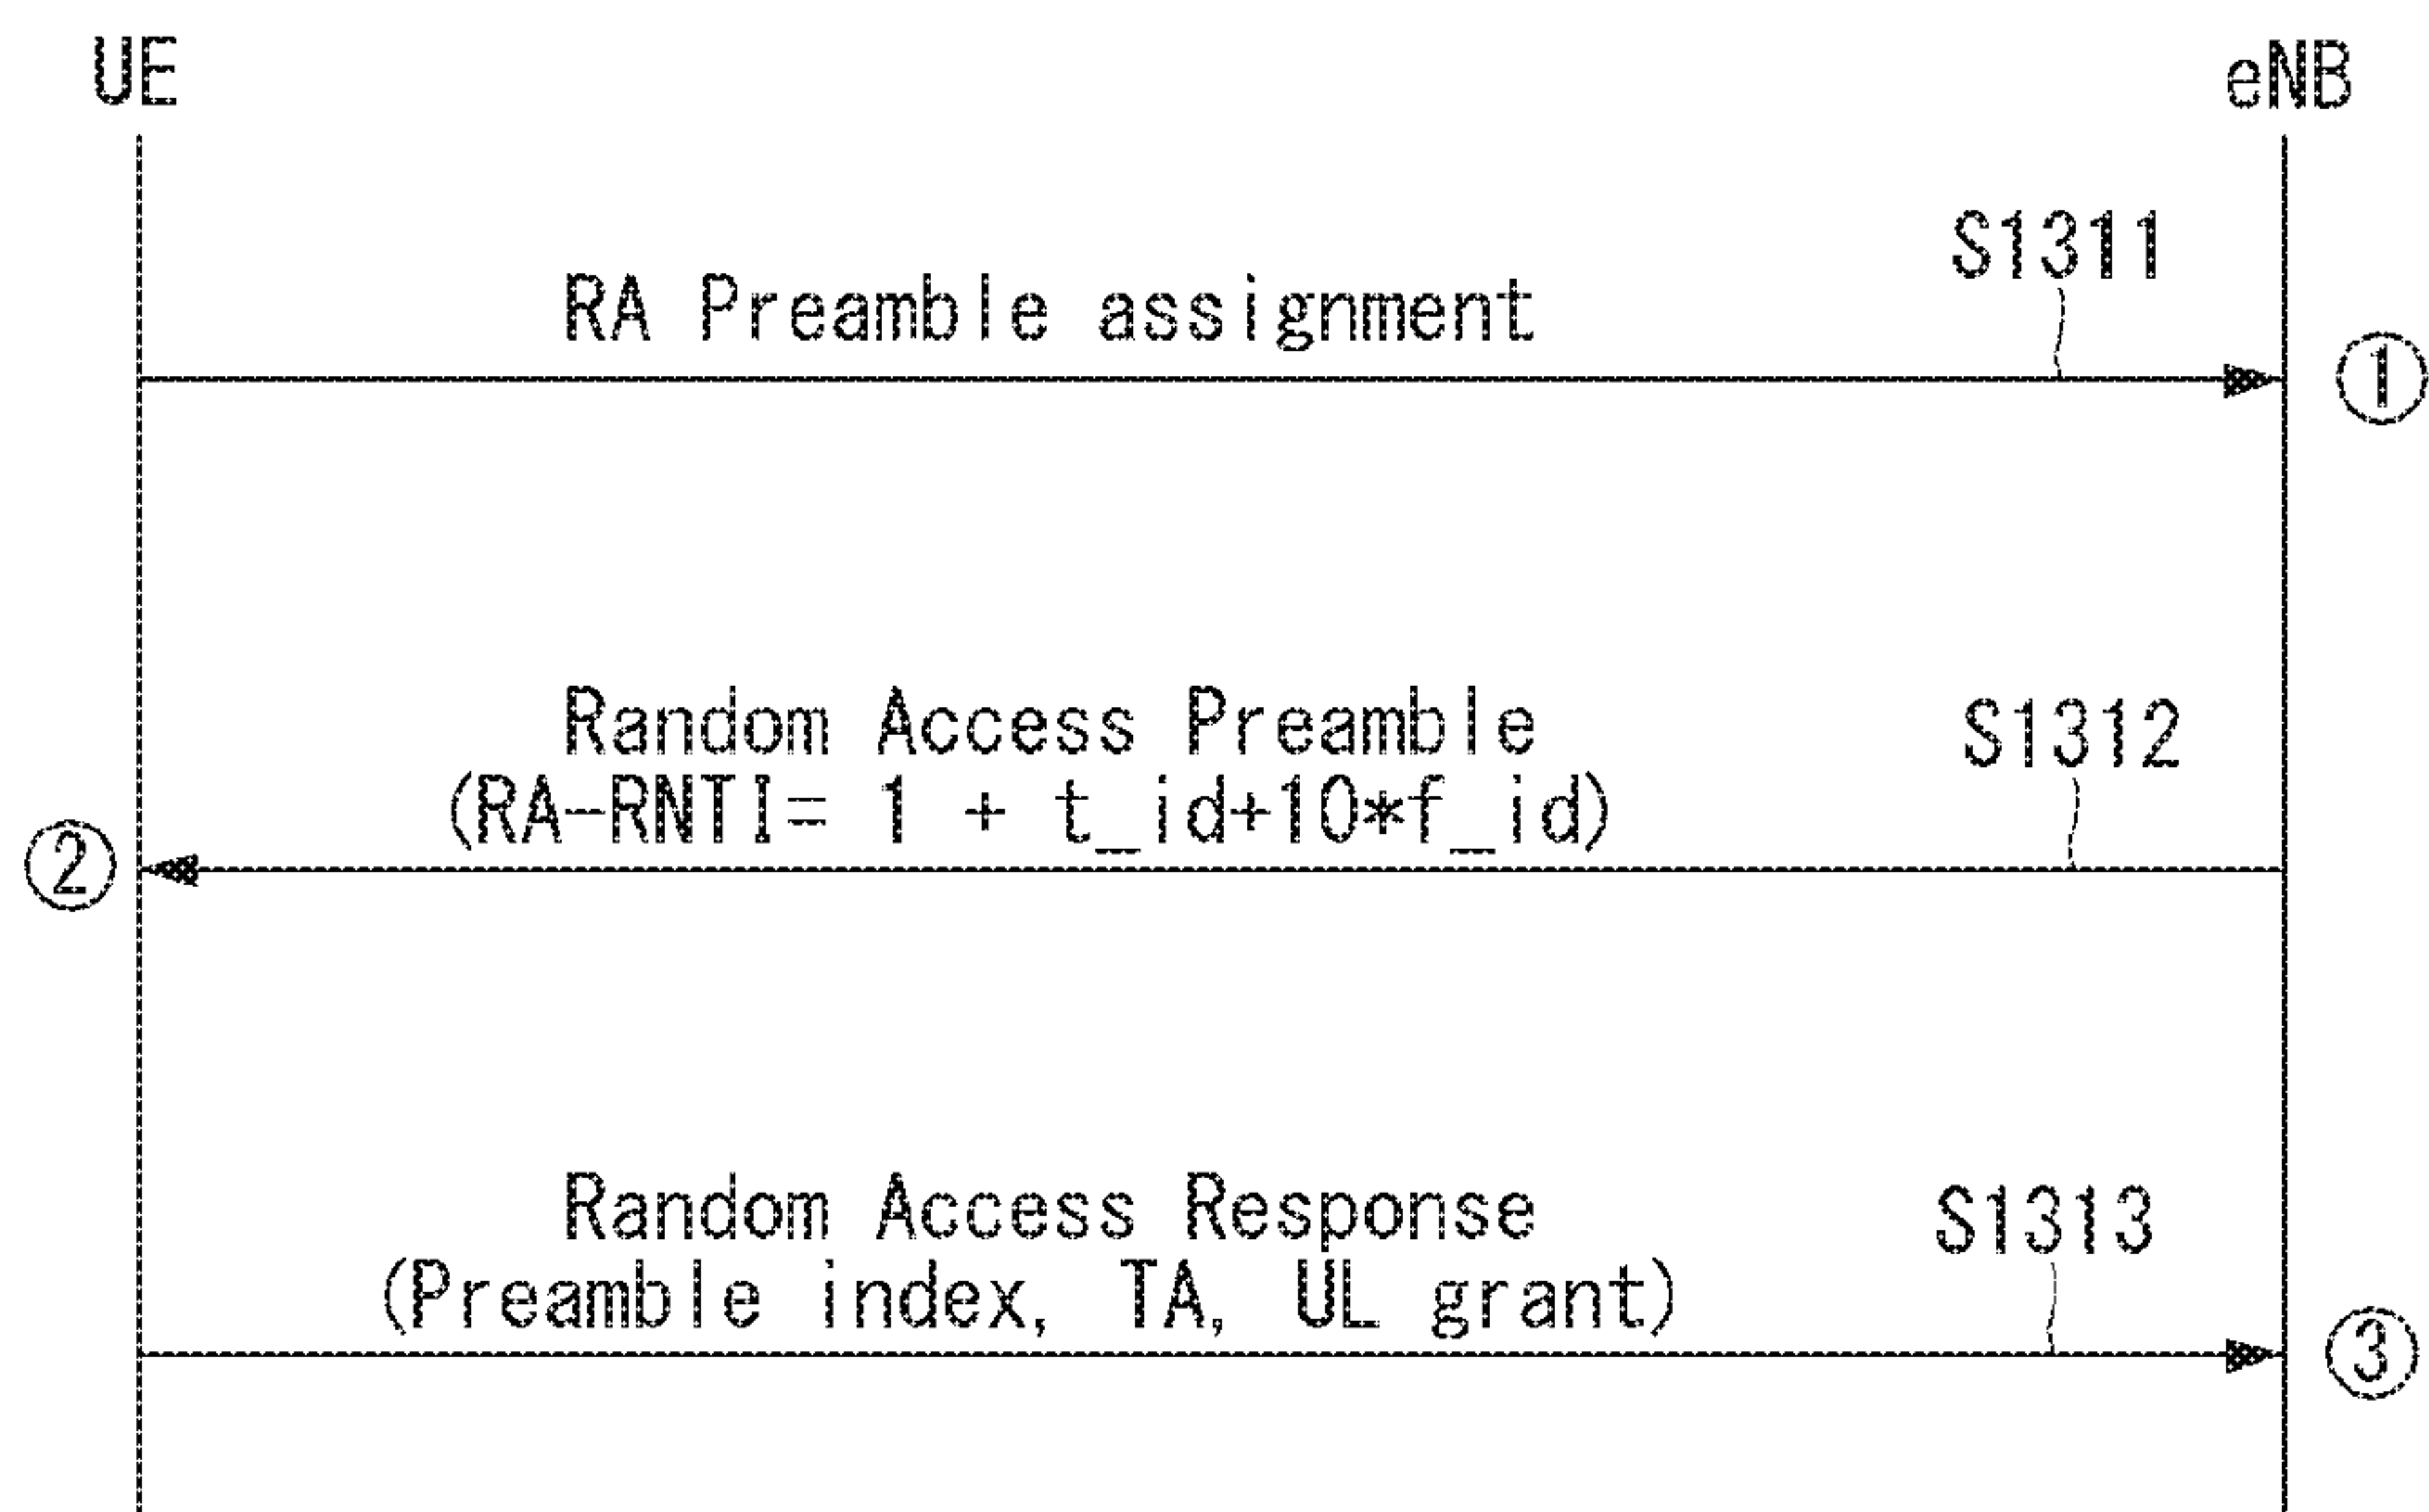 UE
eNB
S1311
RA Preamble assignment
①
Random Access Preamble
S1312
(RA-RNTI= 1 + t_id+10*f_id)
②
Random Access Response
S1313
(Preamble index, TA, UL grant)
③